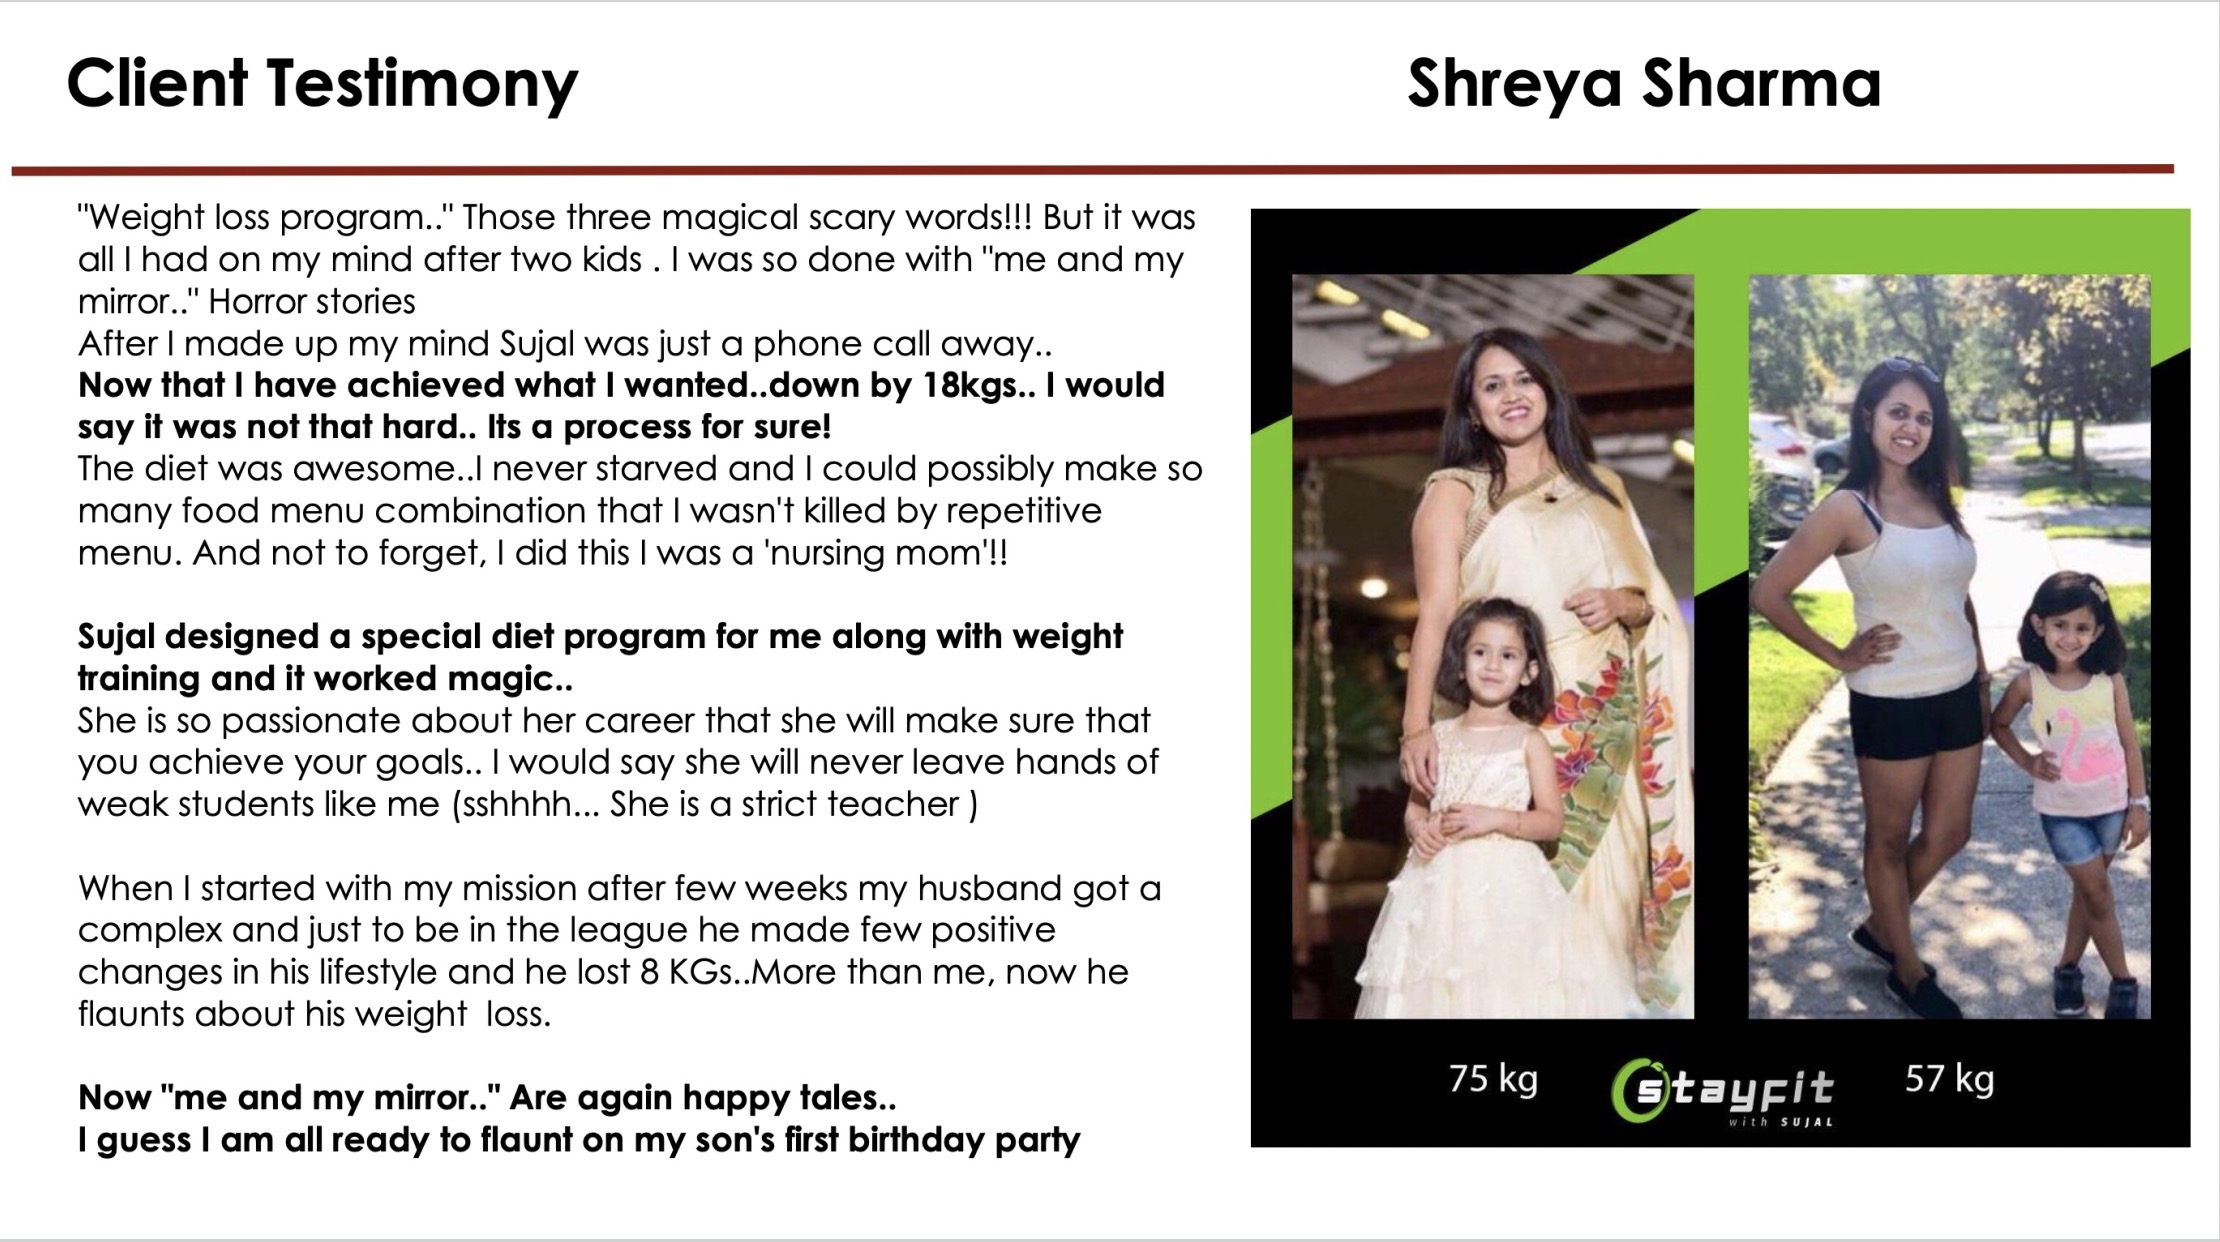 Client Testimony
Shreya Sharma
"Weight loss program.." Those three magical scary words!!! But it was
all I had on my mind after two kids . I was so done with "me and my
mirror.." Horror stories
After I made up my mind Sujal was just a phone call away..
Now that I have achieved what I wanted..down by 18kgs.. I would
say it was not that hard.. Its a process for sure!
The diet was awesome..I never starved and I could possibly make so
many food menu combination that I wasn't killed by repetitive
menu. And not to forget, I did this I was a 'nursing mom'!!
Sujal designed a special diet program for me along with weight
training and it worked magic..
She is so passionate about her career that she will make sure that
you achieve your goals.. I would say she will never leave hands of
weak students like me (sshhhh... She is a strict teacher )
When I started with my mission after few weeks my husband got a
complex and just to be in the league he made few positive
changes in his lifestyle and he lost 8 KGs..More than me, now he
flaunts about his weight  loss.
Now "me and my mirror.." Are again happy tales..
I guess I am all ready to flaunt on my son's first birthday party
75 kg
stayfit
with SUJAL
57 kg